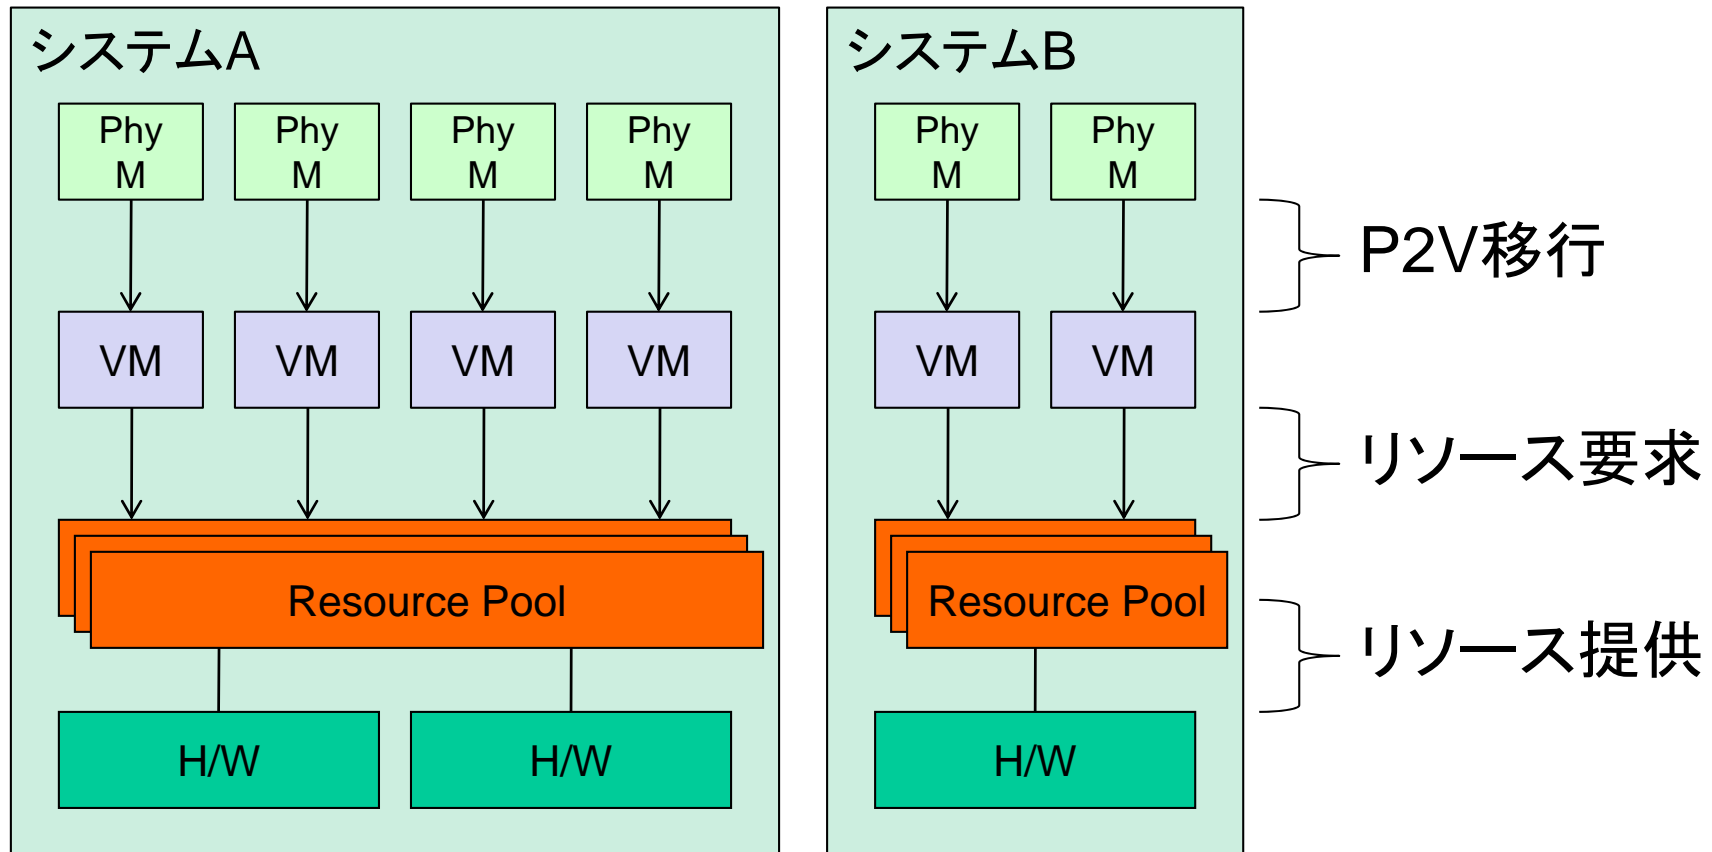 システムA
システムB
Phy
M
Phy
M
Phy
M
Phy
M
Phy
M
Phy
M
P2V移行
VM
VM
VM
VM
VM
VM
リソース要求
Resource Pool
Resource Pool
リソース提供
H/W
H/W
H/W